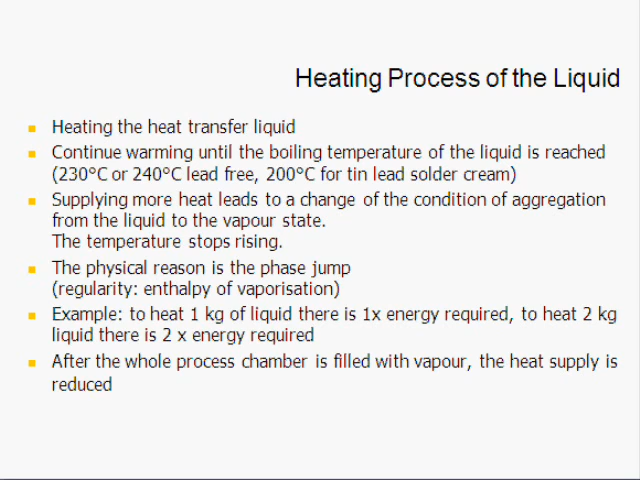 Heating Process of the Liquid
Heating the heat transfer liquid
Continue warming until the boiling temperature of the liquid is reached
(230°C or 240°C lead free, 200°C for tin lead solder cream)
Supplying more heat leads to a change of the condition of aggregation
from the liquid to the vapour state.
The temperature stops rising.
The physical reason is the phase jump
(regularity: enthalpy of vaporisation)
Example: to heat 1 kg of liquid there is 1x energy required, to heat 2 kg
liquid there is 2 x energy required
After the whole process chamber is filled with vapour, the heat supply is
reduced